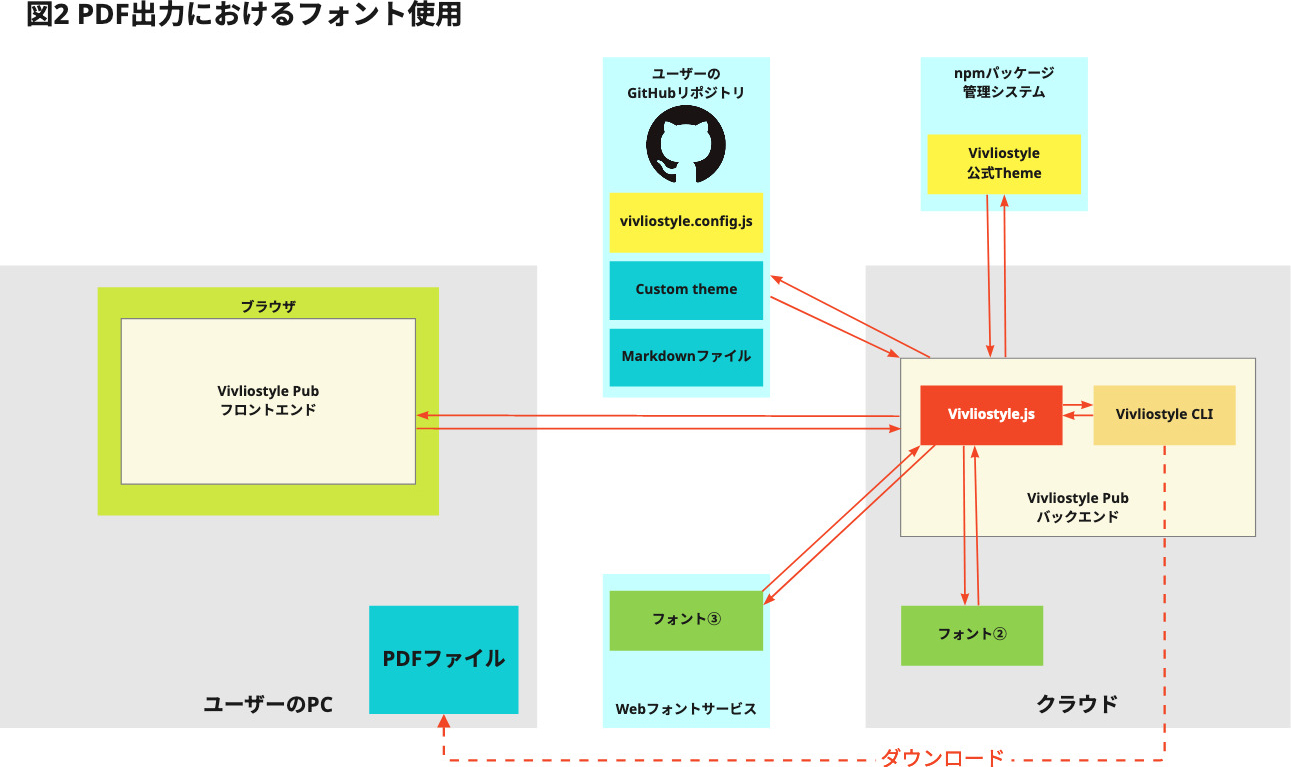 図2 PDF出力におけるフォント使用
ユーザーの
GitHubリポジトリ
vivliostyle.config.js
Custom theme
Markdownファイル
npmパッケージ
管理システム
Vivliostyle
公式Theme
ブラウザ
Vivliostyle Pub
フロントエンド
Vivliostyle.js
Vivliostyle CLI
Vivliostyle Pub
バックエンド
フォント③
Webフォントサービス
フォント②
PDFファイル
ユーザーのPC
クラウド
ダウンロード